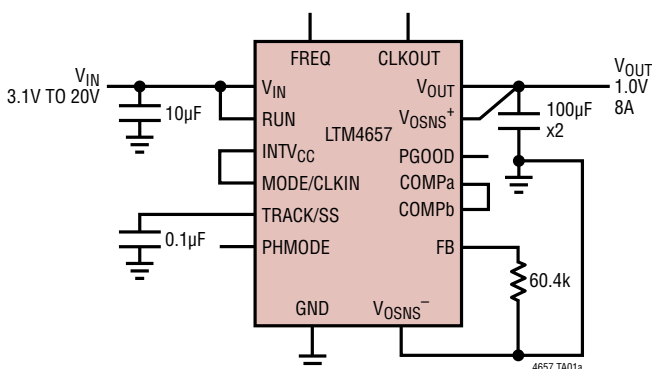 FREQ CLKOUT
V_IN
3.1V TO 20V
10µF
V_IN
RUN
INTV_CC
MODE/CLKIN
TRACK/SS
0.1µF
PHMODE
LTM4657
V_OUT
V_OSNS^+
PGOOD
COMPa
COMPb
FB
GND V_OSNS^–
V_OUT
1.0V
8A
100µF
x2
60.4k
4657 TA01a